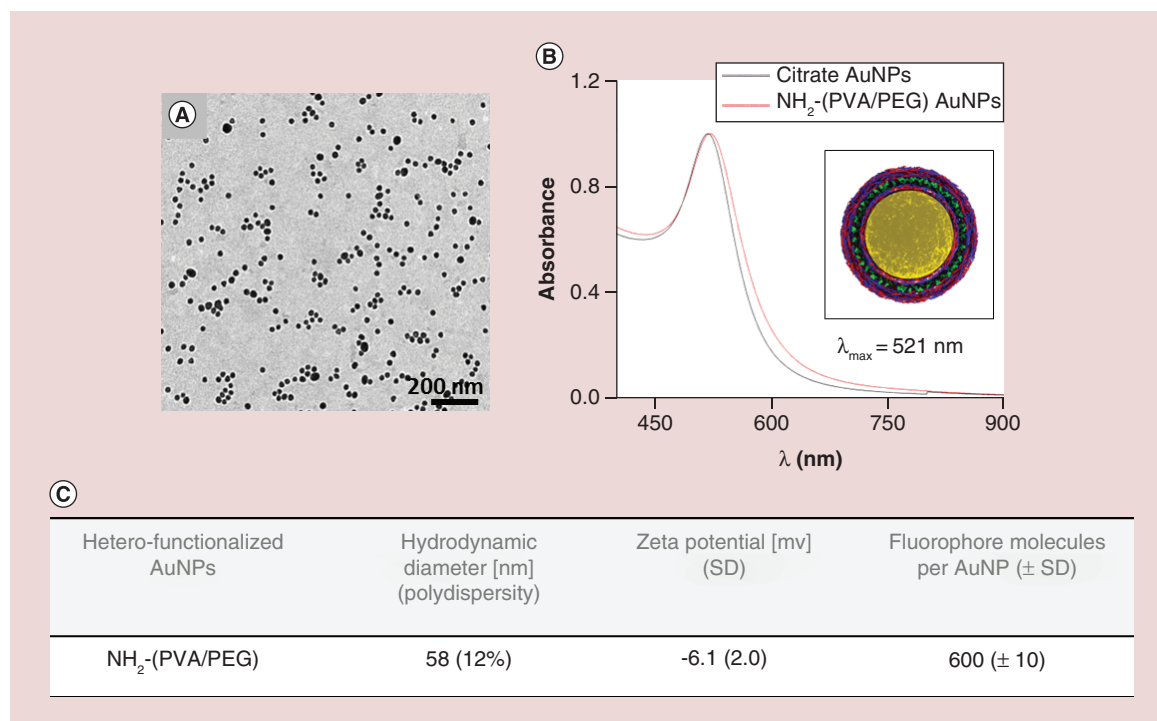 A
200 nm
B
Citrate AuNPs
NH2-(PVA/PEG) AuNPs
1.2
0.8
0.4
0.0
Absorbance
λmax = 521 nm
450
600
750
900
λ (nm)
C
Hetero-functionalized
AuNPs
Hydrodynamic
diameter [nm]
(polydispersity)
Zeta potential [mv]
(SD)
Fluorophore molecules
per AuNP (± SD)
NH2-(PVA/PEG)
58 (12%)
-6.1 (2.0)
600 (± 10)